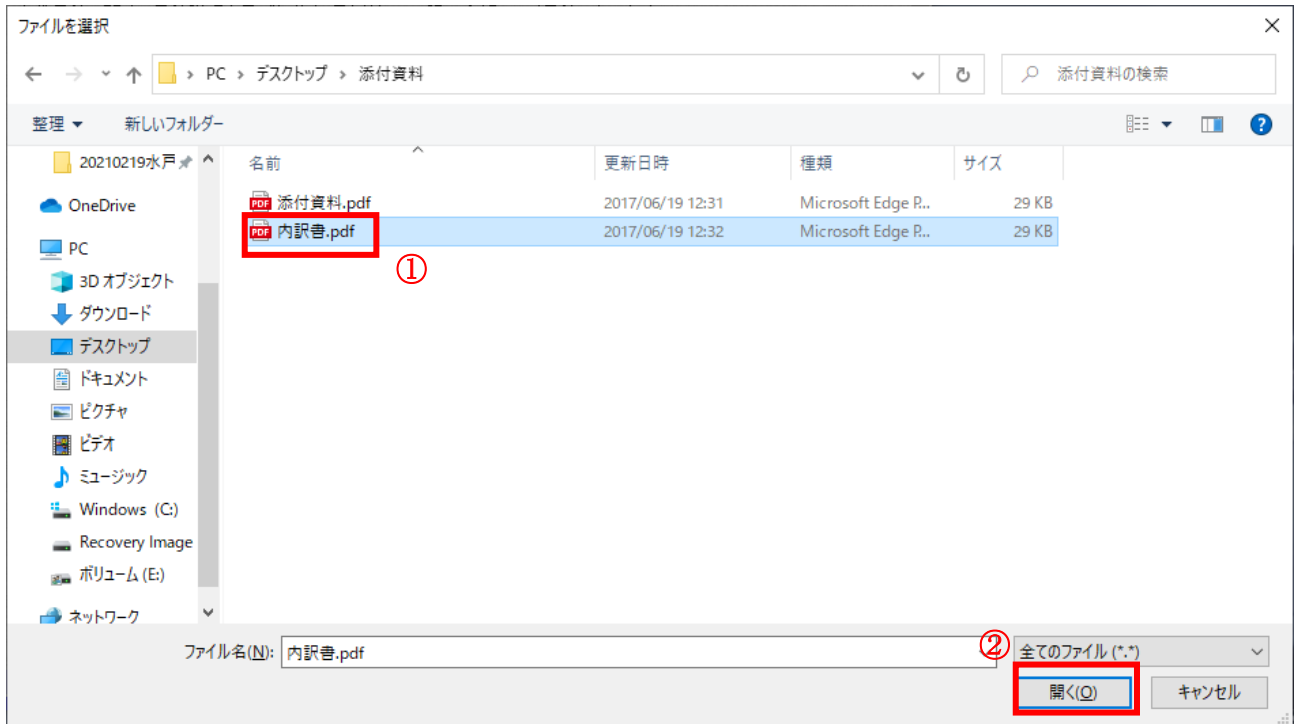 ファイルを選択
PC › デスクトップ › 添付資料
添付資料の検索
整理
新しいフォルダー
20210219水戸
名前 更新日時 種類 サイズ
OneDrive
添付資料.pdf 2017/06/19 12:31 Microsoft Edge P... 29 KB
内訳書.pdf 2017/06/19 12:32 Microsoft Edge P... 29 KB
①
PC
3D オブジェクト
ダウンロード
デスクトップ
ドキュメント
ピクチャ
ビデオ
ミュージック
Windows (C:)
Recovery Image
ボリューム (E:)
ネットワーク
ファイル名(N): 内訳書.pdf
②
全てのファイル (*.*)
開く(O)
キャンセル